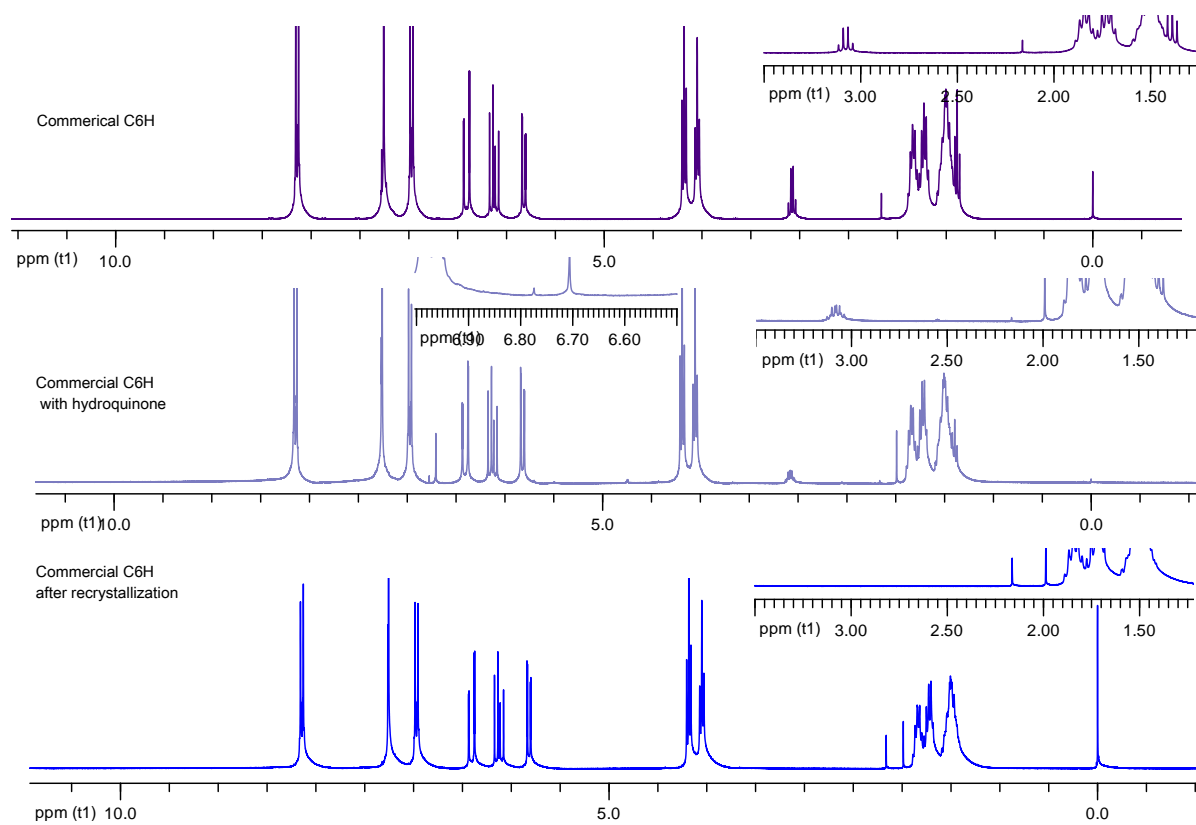 ppm (t1) 3.00 2.50 2.00 1.50
Commerical C6H
ppm (t1) 10.0 5.0 0.0
ppm (t1) 6.90 6.80 6.70 6.60
ppm (t1) 3.00 2.50 2.00 1.50
Commercial C6H
with hydroquinone
ppm (t1) 10.0 5.0 0.0
Commercial C6H
after recrystallization
ppm (t1) 3.00 2.50 2.00 1.50
ppm (t1) 10.0 5.0 0.0